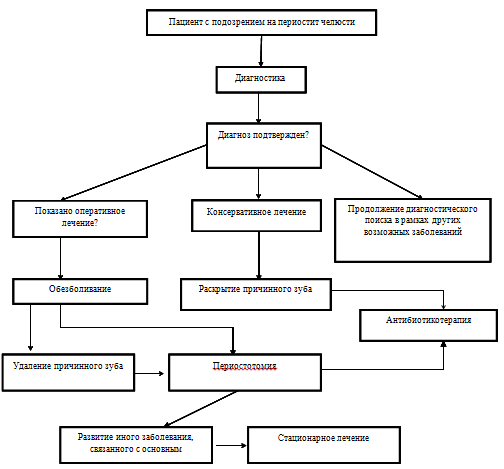 Пациент с подозрением на периостит челюсти
Диагностика
Диагноз подтвержден?
Показано оперативное
лечение?
Консервативное лечение
Продолжение диагностического
поиска в рамках других
возможных заболеваний
Обезболивание
Раскрытие причинного зуба
Антибиотикотерапия
Удаление причинного зуба
Периостотомия
Развитие иного заболевания,
связанного с основным
Стационарное лечение